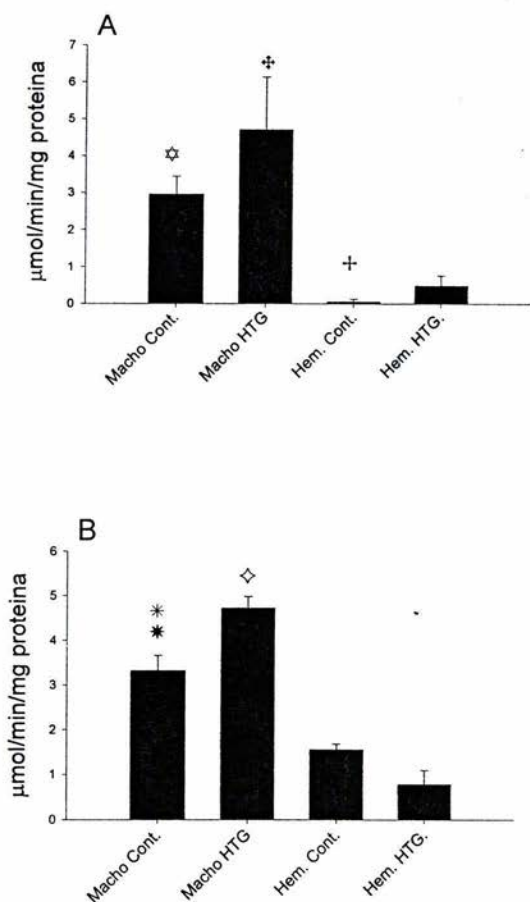 A
µmol/min/mg proteina
7
6
5
4
3
2
1
0
Macho Cont.
Macho HTG
Hem. Cont.
Hem. HTG.
B
µmol/min/mg proteina
6
5
4
3
2
1
0
Macho Cont.
Macho HTG
Hem. Cont.
Hem. HTG.